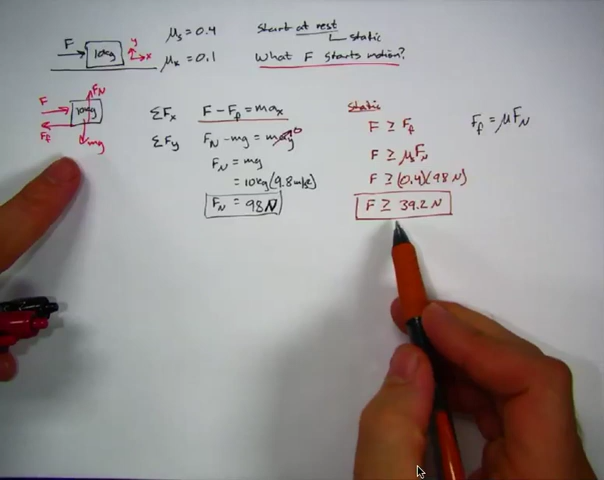 F
10kg
y
x
μs = 0.4
μk = 0.1
Start at rest
static
What F starts motion?
FN
F
10kg
Ff
mg
ΣFx F - Ff = max
ΣFy FN - mg = may 0
FN = mg
= 10kg(9.8m/s²)
FN = 98N
Static
F ≥ Ff
F ≥ μsFN
F ≥ (0.4)(98N)
F ≥ 39.2 N
Ff = μFN